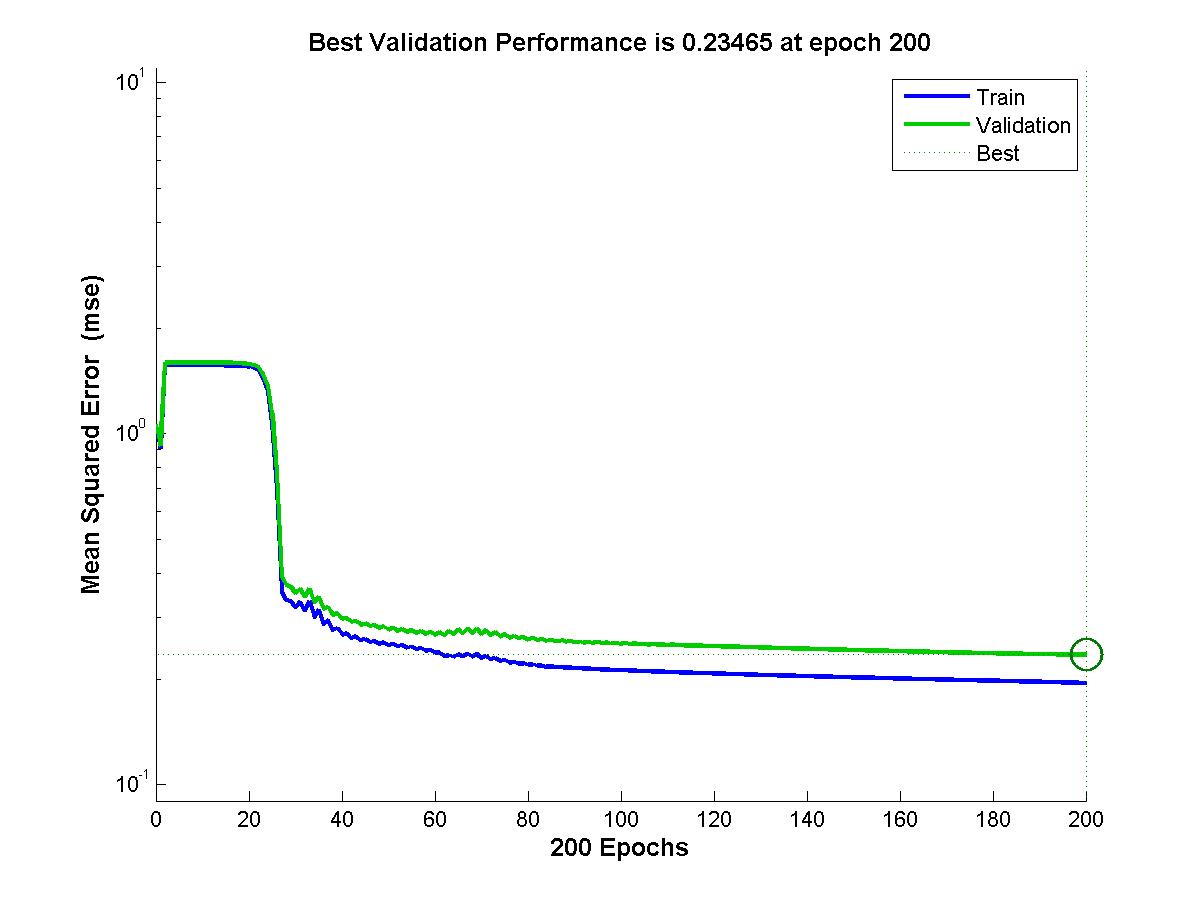 Best Validation Performance is 0.23465 at epoch 200
Train
Validation
Best
Mean Squared Error (mse)
10^1
10^0
10^-1
0 20 40 60 80 100 120 140 160 180 200
200 Epochs